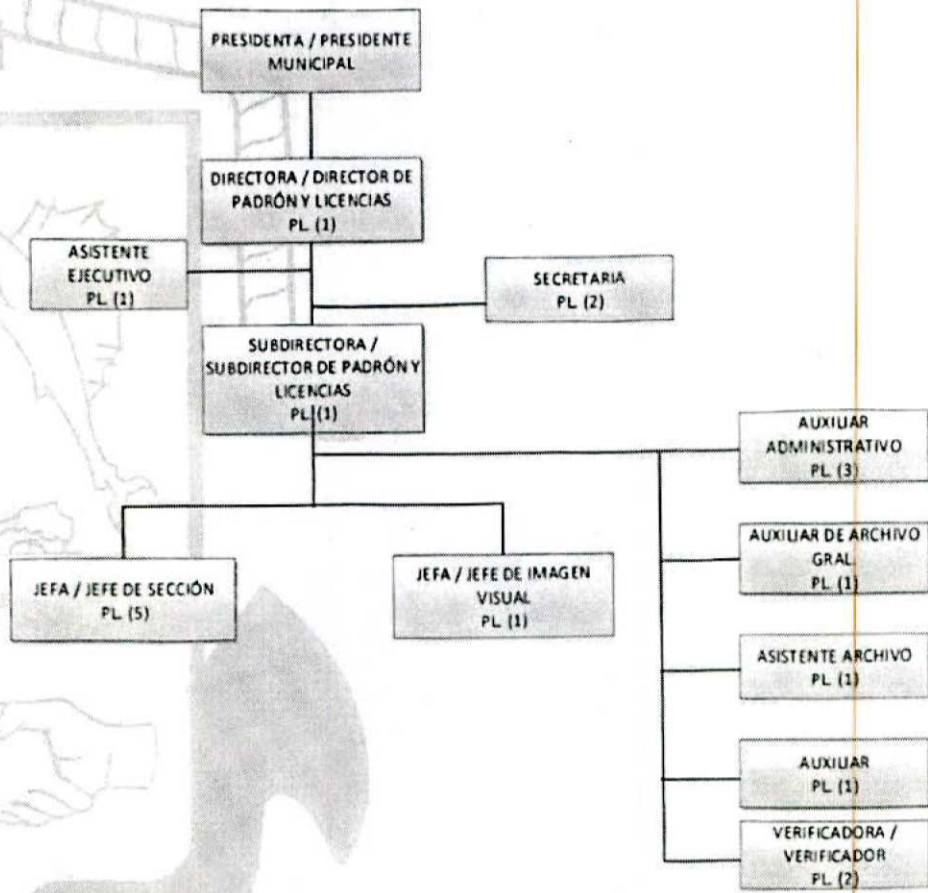 PRESIDENTA / PRESIDENTE
MUNICIPAL
DIRECTORA / DIRECTOR DE
PADRÓN Y LICENCIAS
PL. (1)
ASISTENTE
EJECUTIVO
PL. (1)
SECRETARIA
PL. (2)
SUBDIRECTORA /
SUBDIRECTOR DE PADRÓN Y
LICENCIAS
PL. (1)
JEFA / JEFE DE SECCIÓN
PL. (5)
JEFA / JEFE DE IMAGEN
VISUAL
PL. (1)
AUXILIAR
ADMINISTRATIVO
PL. (3)
AUXILIAR DE ARCHIVO
GRAL.
PL. (1)
ASISTENTE ARCHIVO
PL. (1)
AUXILIAR
PL. (1)
VERIFICADORA /
VERIFICADOR
PL. (2)